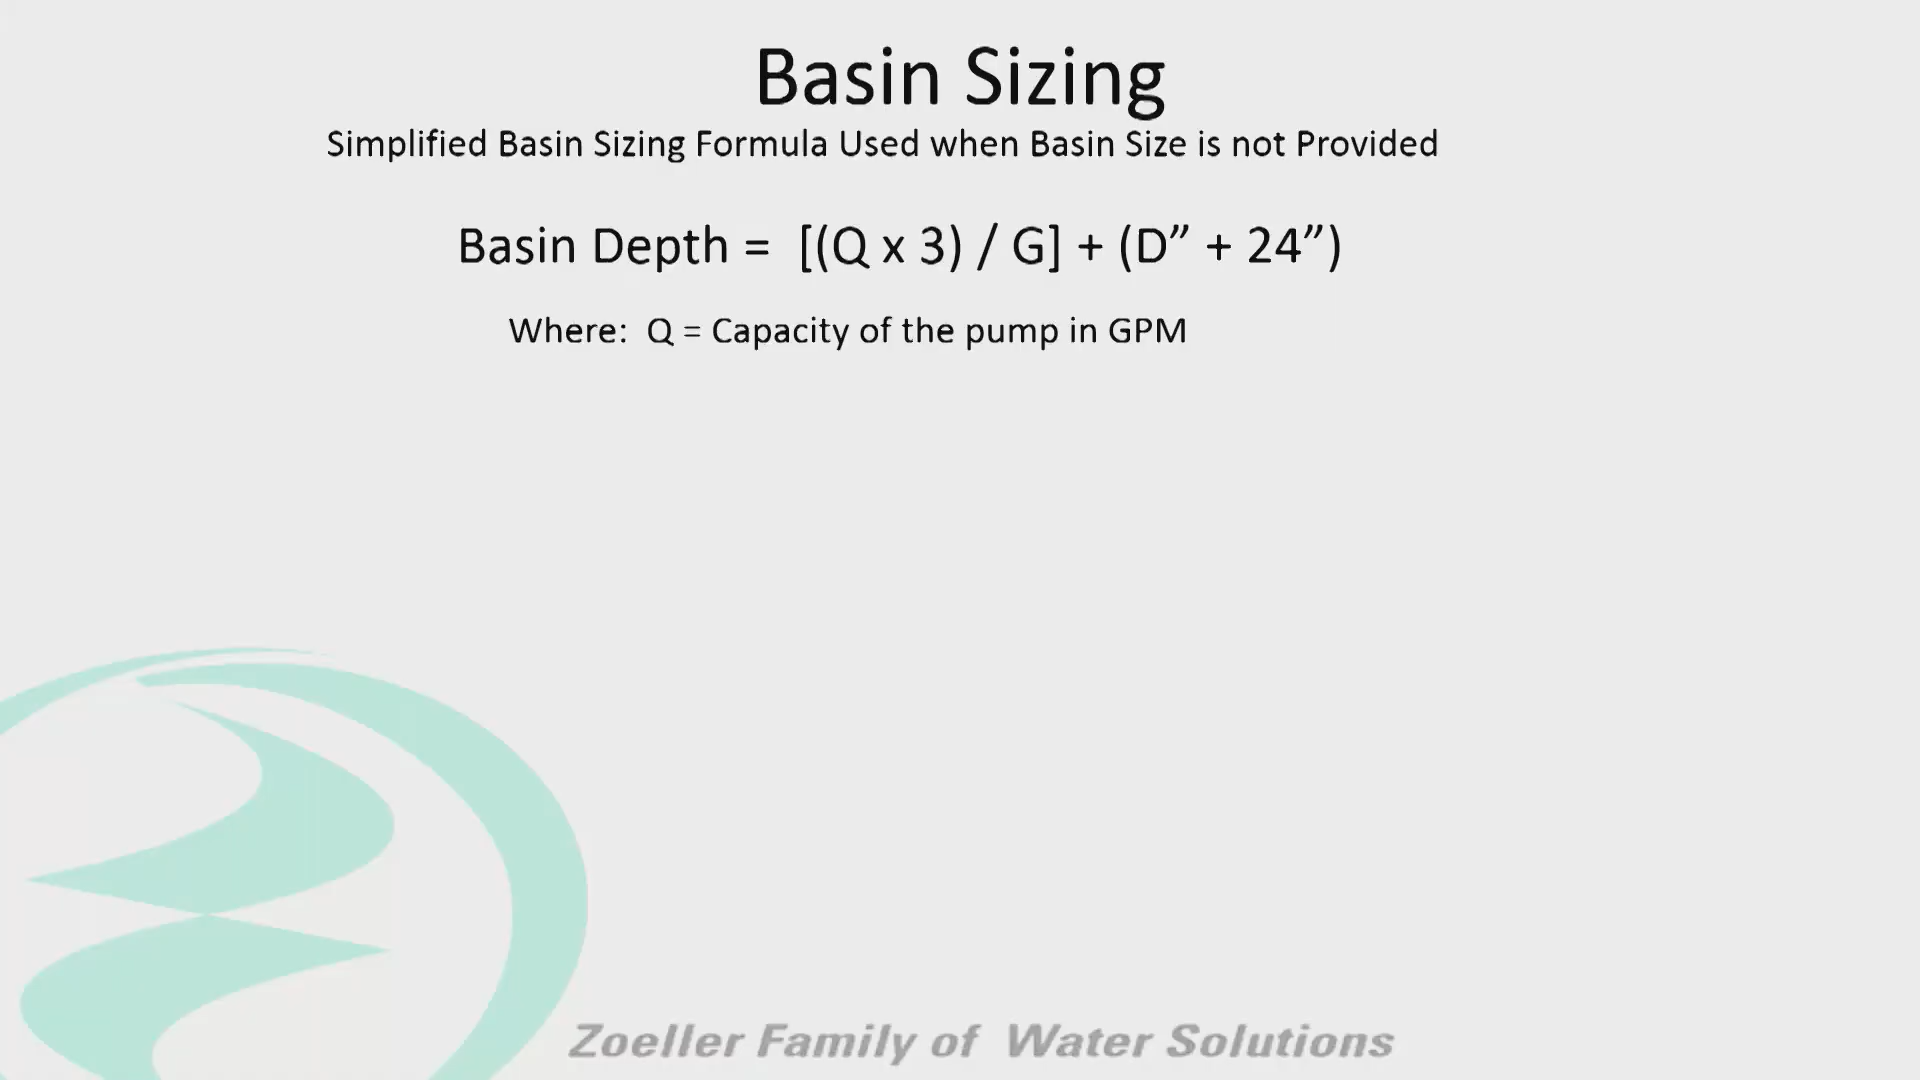 Basin Sizing
Simplified Basin Sizing Formula Used when Basin Size is not Provided
Basin Depth = [(Q x 3) / G] + (D” + 24”)
Where: Q = Capacity of the pump in GPM
Zoeller Family of Water Solutions